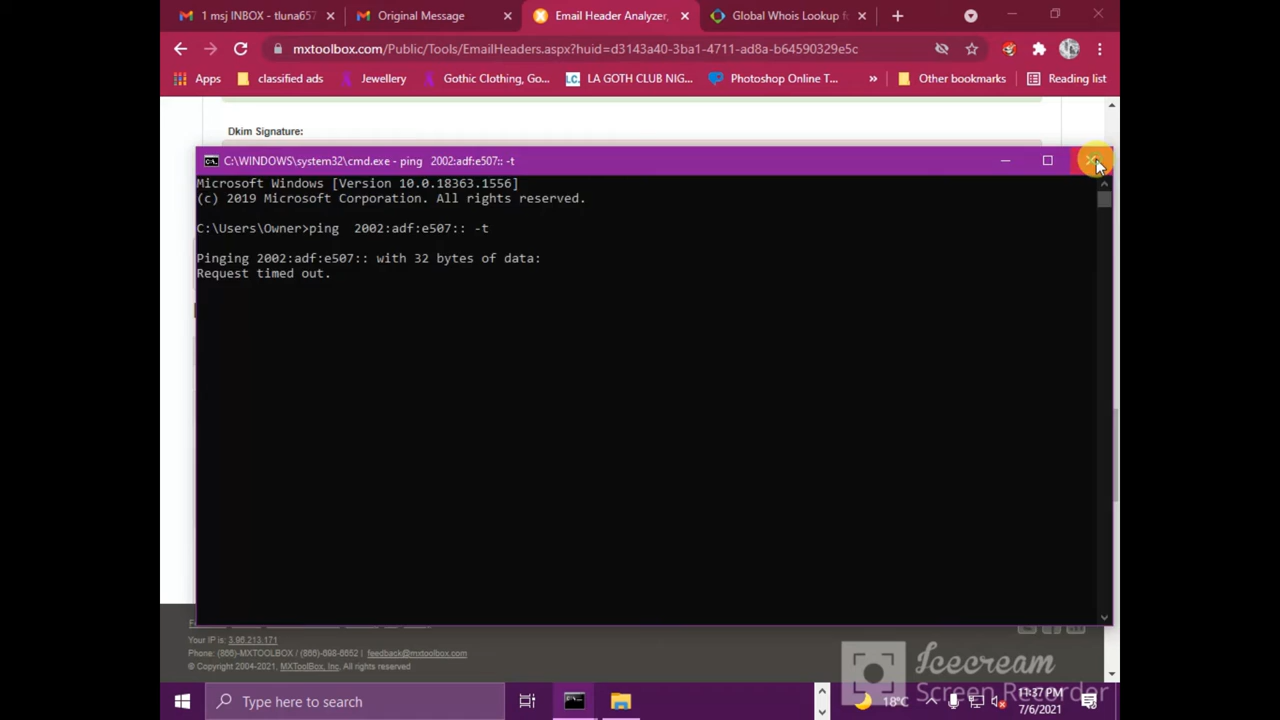 1 msj INBOX - tluna657
Original Message
Email Header Analyzer,
Global Whois Lookup f
mxtoolbox.com/Public/Tools/EmailHeaders.aspx?huid=d3143a40-3ba1-4711-ad8a-b64590329e5c
Apps
classified ads
Jewellery
Gothic Clothing, Go...
LC.
LA GOTH CLUB NIG...
Photoshop Online T...
»
Other bookmarks
Reading list
Dkim Signature:
C:\WINDOWS\system32\cmd.exe - ping 2002:adf:e507:: -t
Microsoft Windows [Version 10.0.18363.1556]
(c) 2019 Microsoft Corporation. All rights reserved.
C:\Users\Owner>ping 2002:adf:e507:: -t
Pinging 2002:adf:e507:: with 32 bytes of data:
Request timed out.
Your IP is: 3.96.213.171
Phone: (866)-MXTOOLBOX / (866)-698-6652 | feedback@mxtoolbox.com
© Copyright 2004-2021, MXToolBox, Inc, All rights reserved
Icecream
Screen Recorder
Type here to search
18°C
11:37 PM
7/6/2021